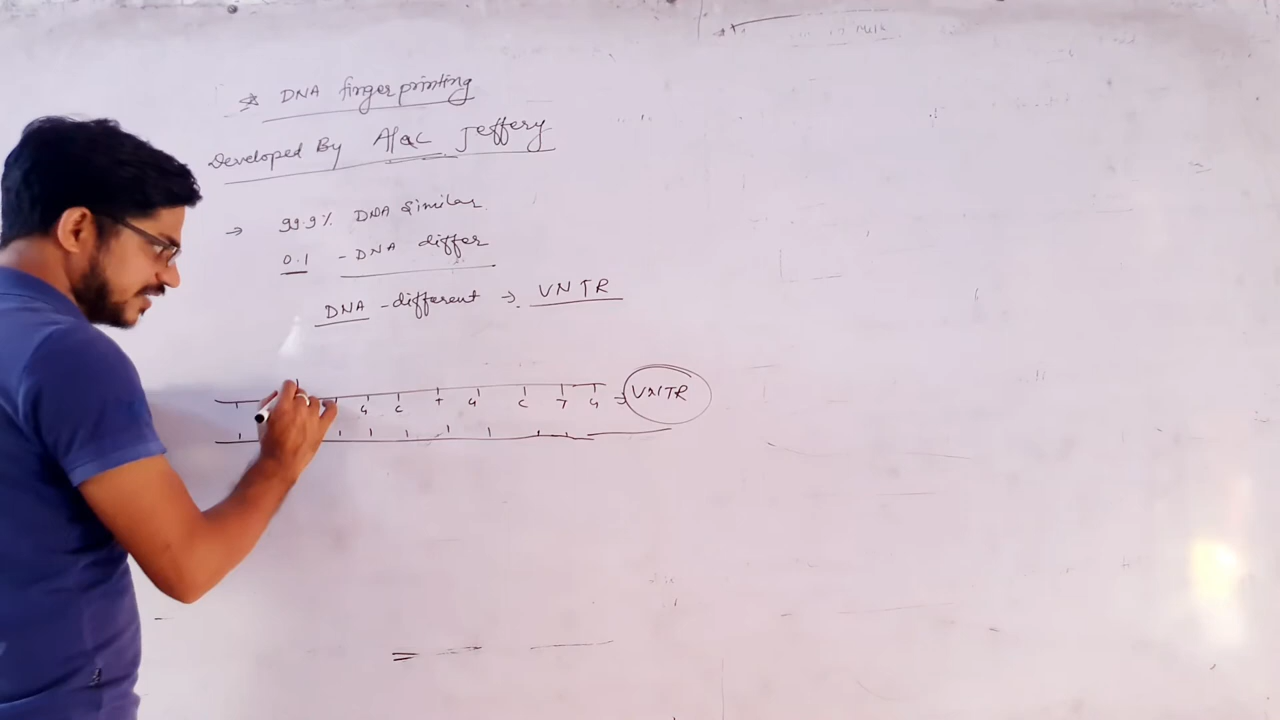 * DNA finger printing
Developed By Alac Jeffery
→ 99.9% DNA Similar
0.1 - DNA differ
DNA - different → VNTR
G C T G C T G → VNTR